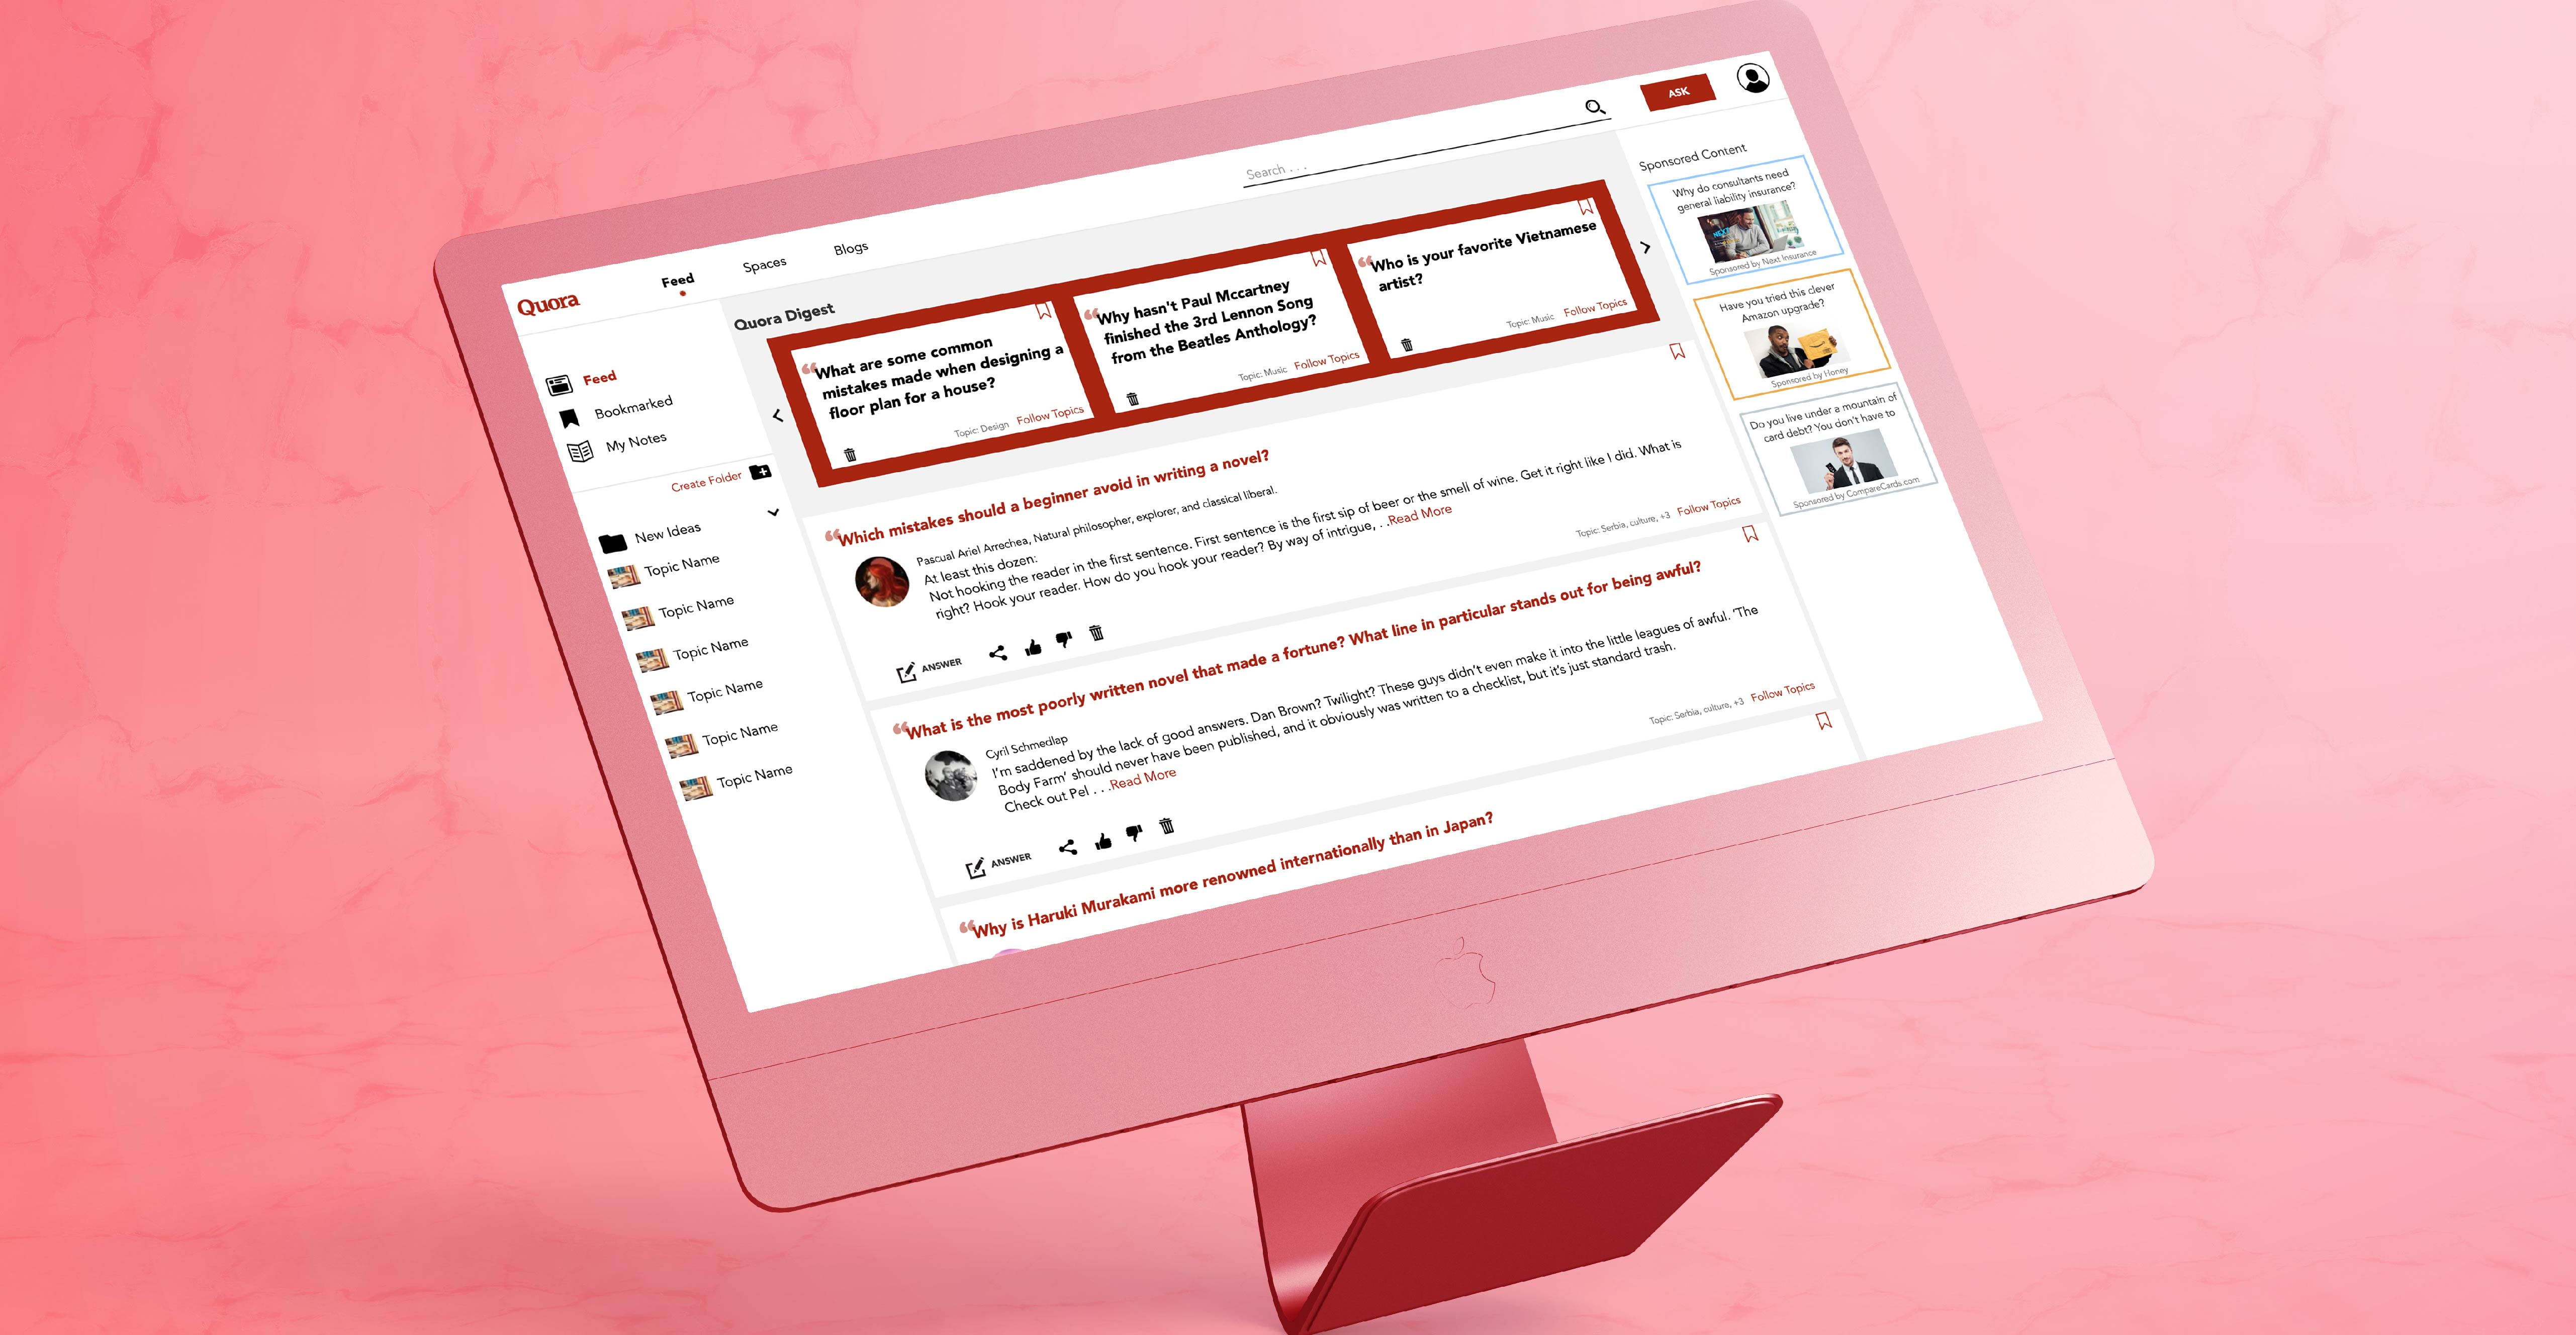 Quora
Feed
Spaces
Blogs
Search . . .
ASK
Feed
Bookmarked
My Notes
Create Folder
New Ideas
Topic Name
Topic Name
Topic Name
Topic Name
Topic Name
Topic Name
Quora Digest
“What are some common
mistakes made when designing a
floor plan for a house?
Topic: Design Follow Topics
“Why hasn't Paul Mccartney
finished the 3rd Lennon Song
from the Beatles Anthology?
Topic: Music Follow Topics
“Who is your favorite Vietnamese
artist?
Topic: Music Follow Topics
“Which mistakes should a beginner avoid in writing a novel?
Pascual Ariel Arrechea, Natural philosopher, explorer, and classical liberal.
At least this dozen:
Not hooking the reader in the first sentence. First sentence is the first sip of beer or the smell of wine. Get it right like I did. What is
right? Hook your reader. How do you hook your reader? By way of intrigue, . .Read More
Topic: Serbia, culture, +3 Follow Topics
ANSWER
“What is the most poorly written novel that made a fortune? What line in particular stands out for being awful?
Cyril Schmedlap
I'm saddened by the lack of good answers. Dan Brown? Twilight? These guys didn't even make it into the little leagues of awful. 'The
Body Farm' should never have been published, and it obviously was written to a checklist, but it's just standard trash.
Check out Pel . . .Read More
Topic: Serbia, culture, +3 Follow Topics
ANSWER
“Why is Haruki Murakami more renowned internationally than in Japan?
Sponsored Content
Why do consultants need
general liability insurance?
NEXT
Sponsored by Next Insurance
Have you tried this clever
Amazon upgrade?
Sponsored by Honey
Do you live under a mountain of
card debt? You don't have to
Sponsored by CompareCards.com